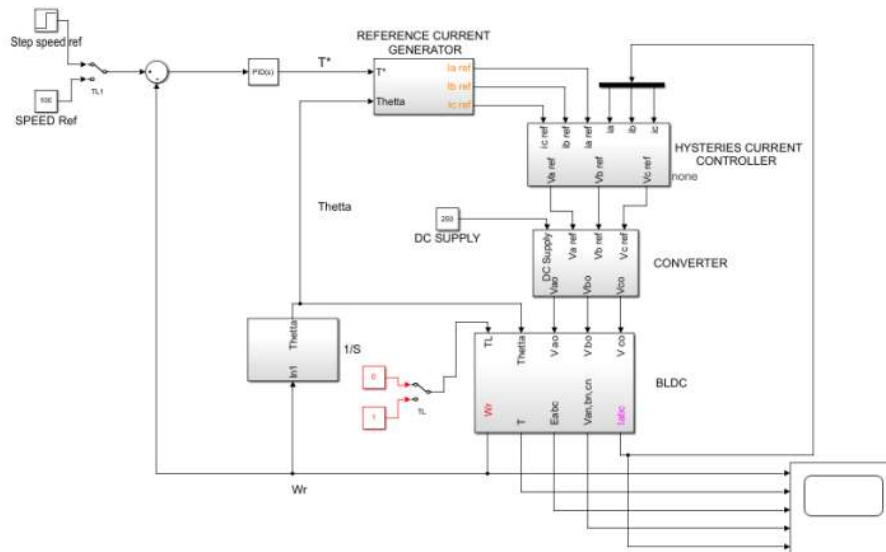 Step speed ref
TL1
500
SPEED Ref
PID(s)
T*
REFERENCE CURRENT
GENERATOR
T*
Thetta
Ia ref
Ib ref
Ic ref
ic ref
ib ref
Ia ref
ia
ib
ic
Va ref
Vb ref
Vc ref
HYSTERIES CURRENT
CONTROLLER
none
Thetta
250
DC SUPPLY
DC Supply
Va ref
Vb ref
Vc ref
Vao
Vbo
Vco
CONVERTER
Thetta
In1
1/S
0
1
TL
TL
Thetta
V ao
V bo
V co
Wr
T
Eabc
Van,bn,cn
Iabc
BLDC
Wr